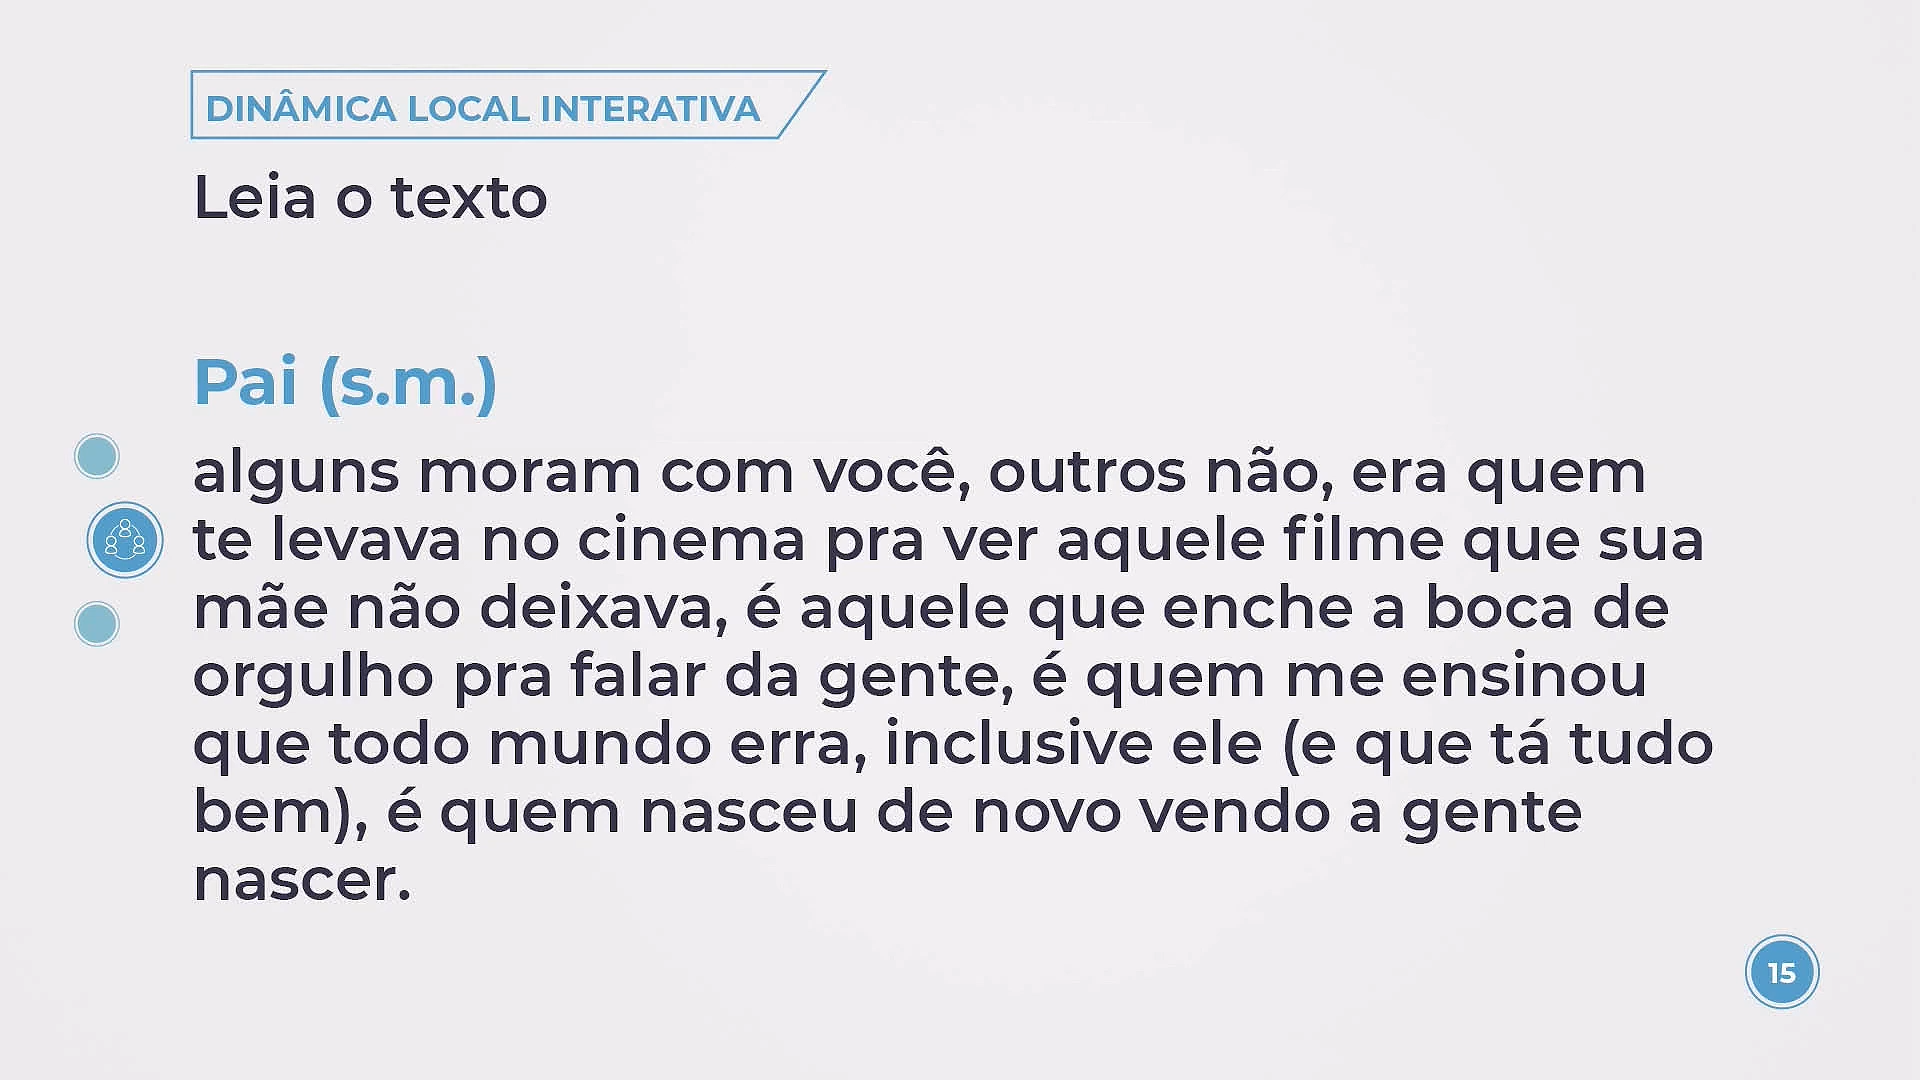 DINÂMICA LOCAL INTERATIVA
Leia o texto
Pai (s.m.)
alguns moram com você, outros não, era quem
te levava no cinema pra ver aquele filme que sua
mãe não deixava, é aquele que enche a boca de
orgulho pra falar da gente, é quem me ensinou
que todo mundo erra, inclusive ele (e que tá tudo
bem), é quem nasceu de novo vendo a gente
nascer.
15